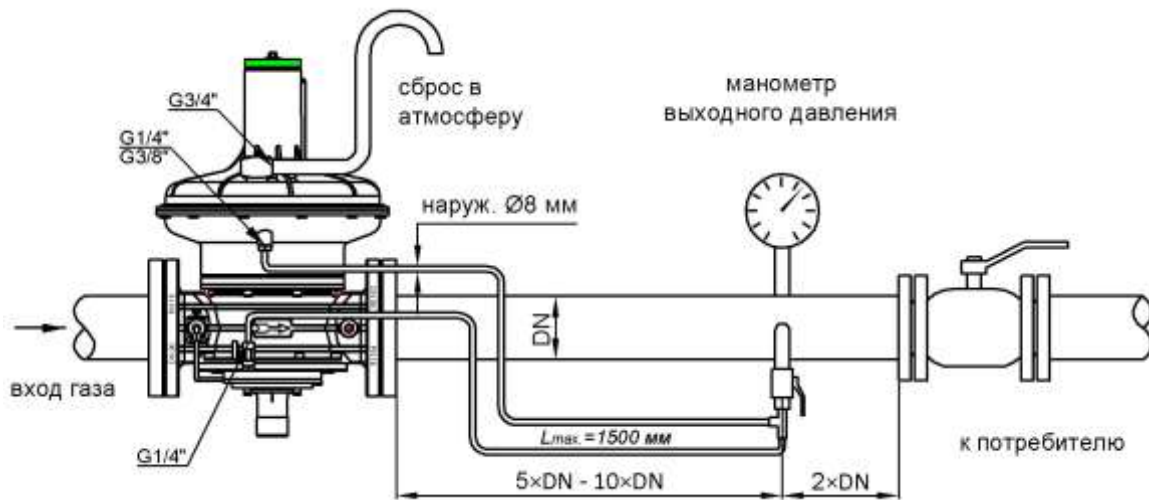 G3/4"
G1/4"
G3/8"
сброс в
атмосферу
манометр
выходного давления
наруж. Ø8 мм
DN
вход газа
G1/4"
Lmax.=1500 мм
к потребителю
5×DN - 10×DN
2×DN